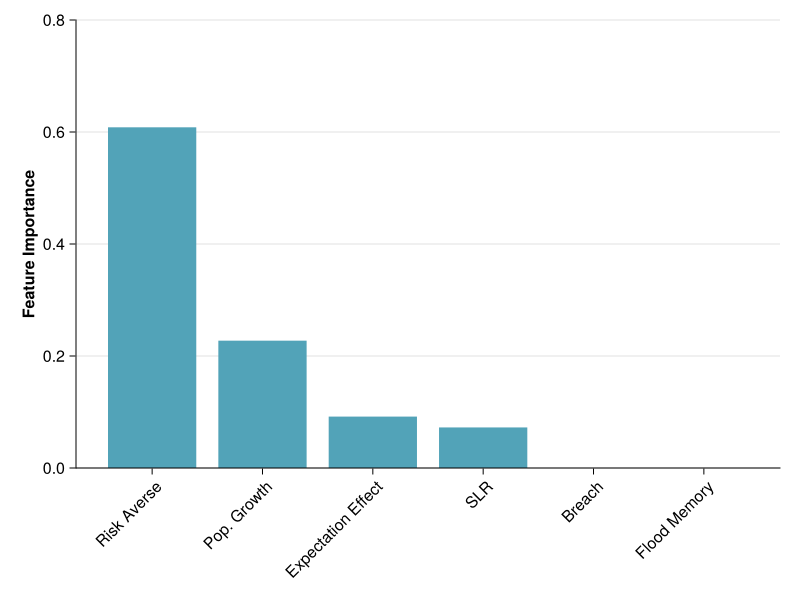 0.8
0.6
0.4
0.2
0.0
Feature Importance
Risk Averse
Pop. Growth
Expectation Effect
SLR
Breach
Flood Memory